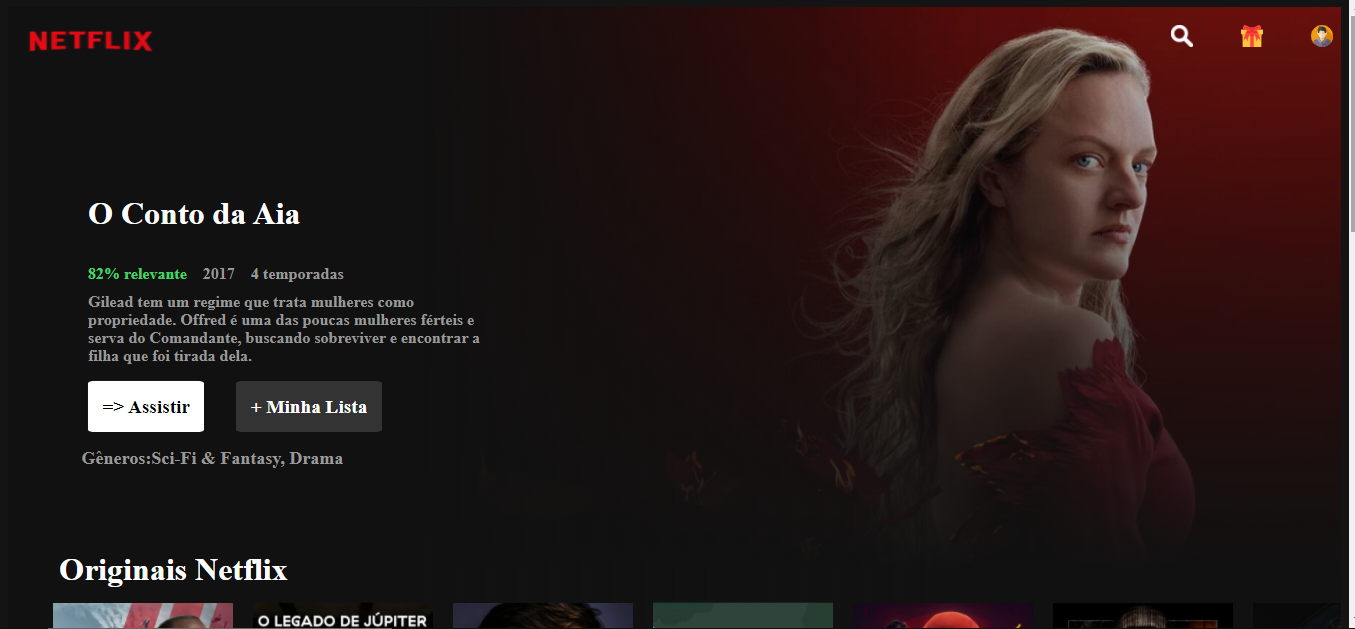 NETFLIX
O Conto da Aia
82% relevante 2017 4 temporadas
Gilead tem um regime que trata mulheres como
propriedade. Offred é uma das poucas mulheres férteis e
serva do Comandante, buscando sobreviver e encontrar a
filha que foi tirada dela.
=> Assistir + Minha Lista
Gêneros:Sci-Fi & Fantasy, Drama
Originais Netflix
O LEGADO DE JÚPITER